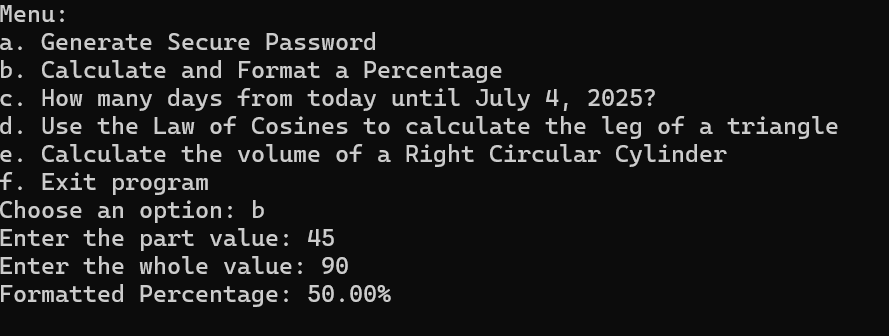 Menu:
a. Generate Secure Password
b. Calculate and Format a Percentage
c. How many days from today until July 4, 2025?
d. Use the Law of Cosines to calculate the leg of a triangle
e. Calculate the volume of a Right Circular Cylinder
f. Exit program
Choose an option: b
Enter the part value: 45
Enter the whole value: 90
Formatted Percentage: 50.00%